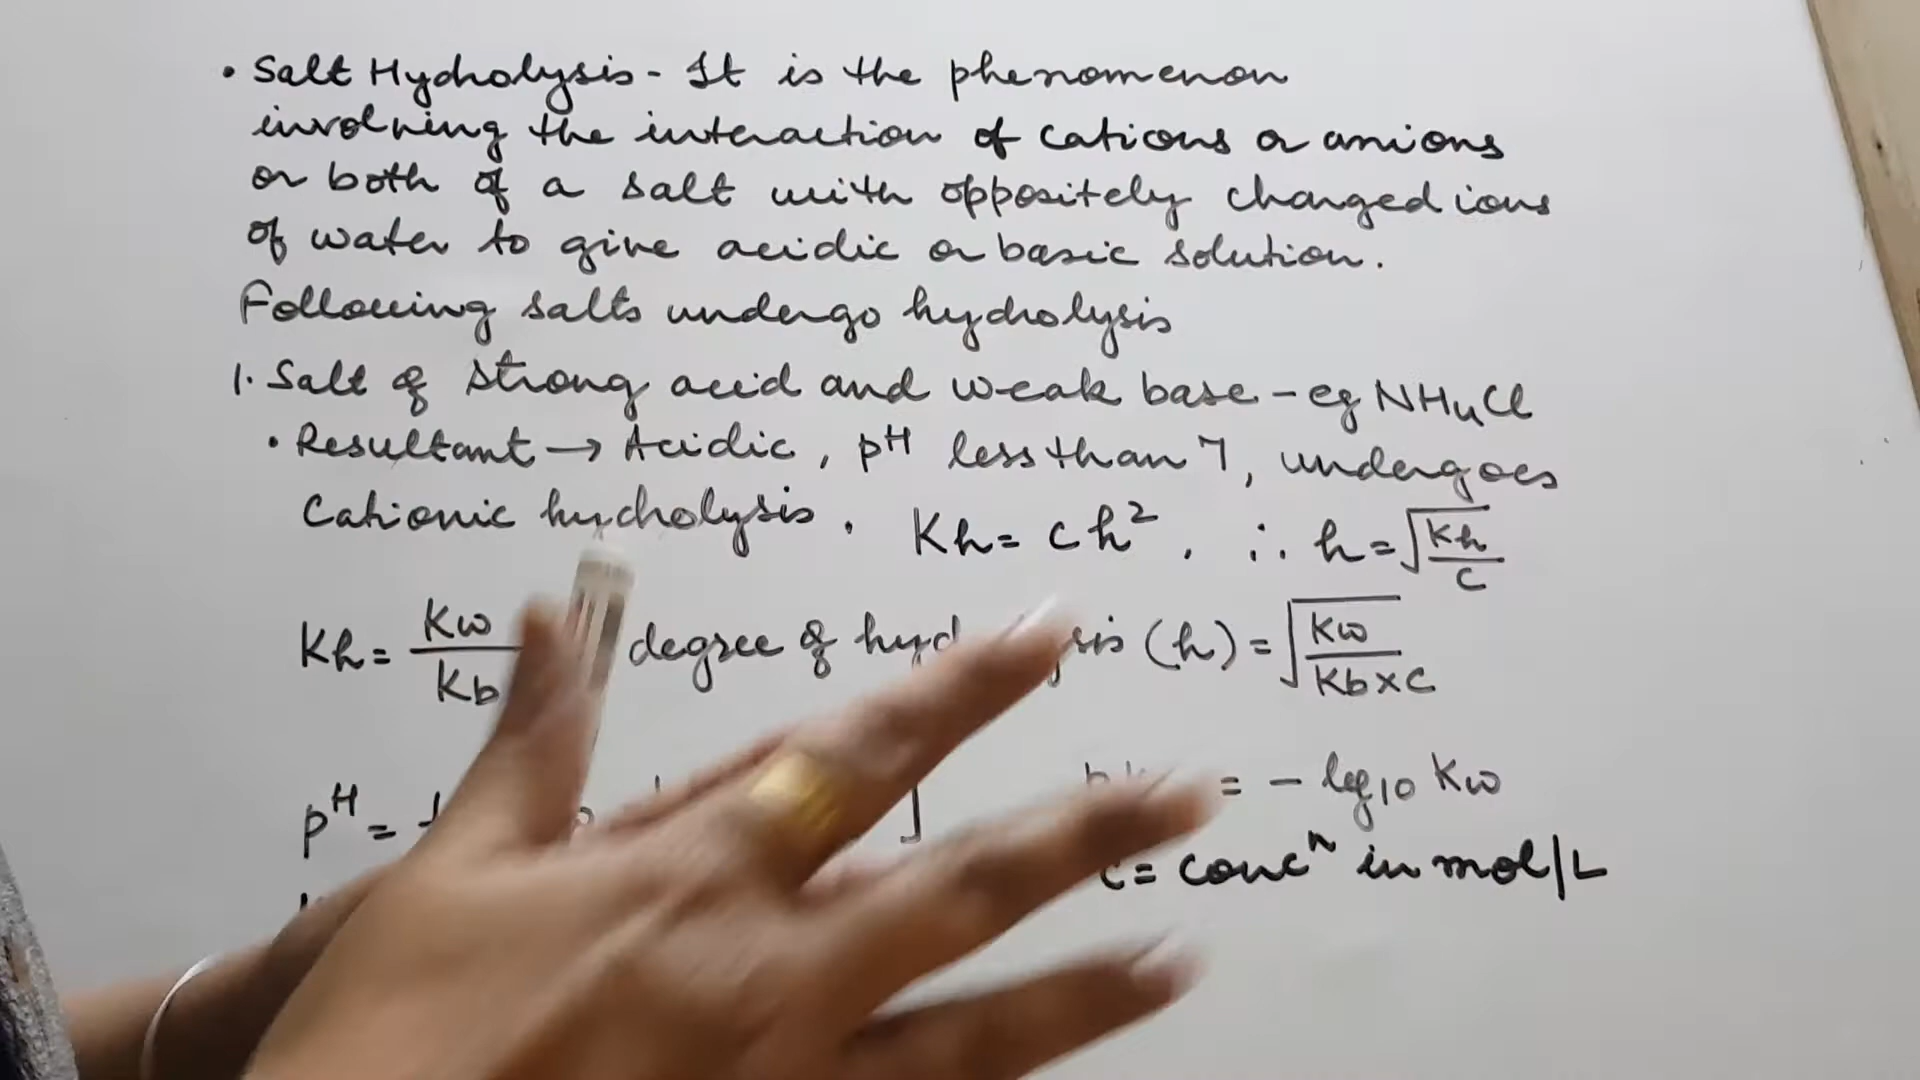 • Salt Hydrolysis - It is the phenomenon
involving the interaction of cations or anions
or both of a salt with oppositely charged ions
of water to give acidic or basic solution.
Following salts undergo hydrolysis
1. Salt of strong acid and weak base - eg NH4Cl
• Resultant → Acidic, pH less than 7, undergoes
Cationic hydrolysis. Kh = ch², ∴ h = √(Kh/C)
Kh = Kw/Kb degree of (h) = √(Kw/(Kb×C))
pH = ] = - log10 Kw
C = concn in mol/L